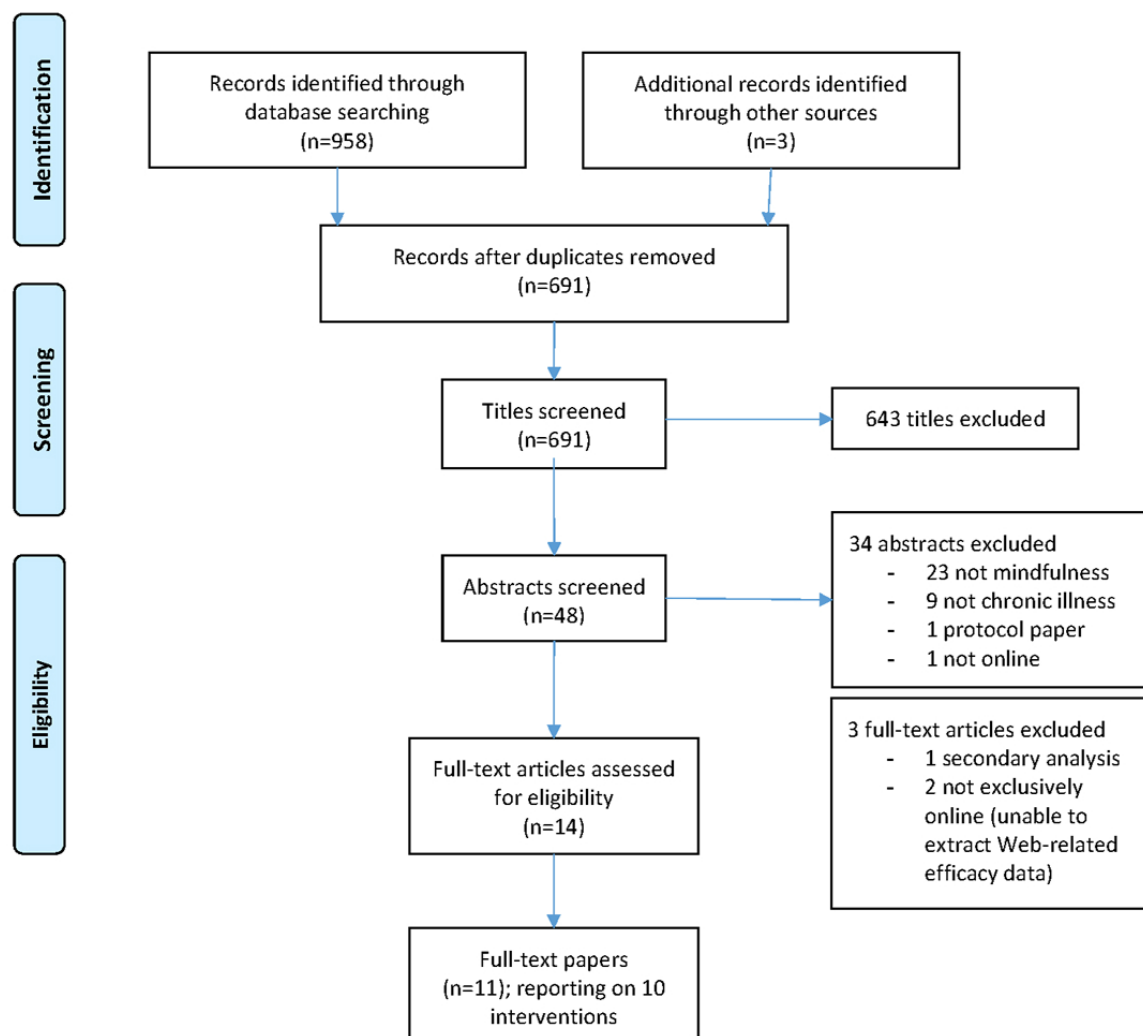 Identification
Records identified through
database searching
(n=958)
Additional records identified
through other sources
(n=3)
Records after duplicates removed
(n=691)
Screening
Titles screened
(n=691)
643 titles excluded
Eligibility
Abstracts screened
(n=48)
34 abstracts excluded
- 23 not mindfulness
- 9 not chronic illness
- 1 protocol paper
- 1 not online
Full-text articles assessed
for eligibility
(n=14)
3 full-text articles excluded
- 1 secondary analysis
- 2 not exclusively
online (unable to
extract Web-related
efficacy data)
Full-text papers
(n=11); reporting on 10
interventions